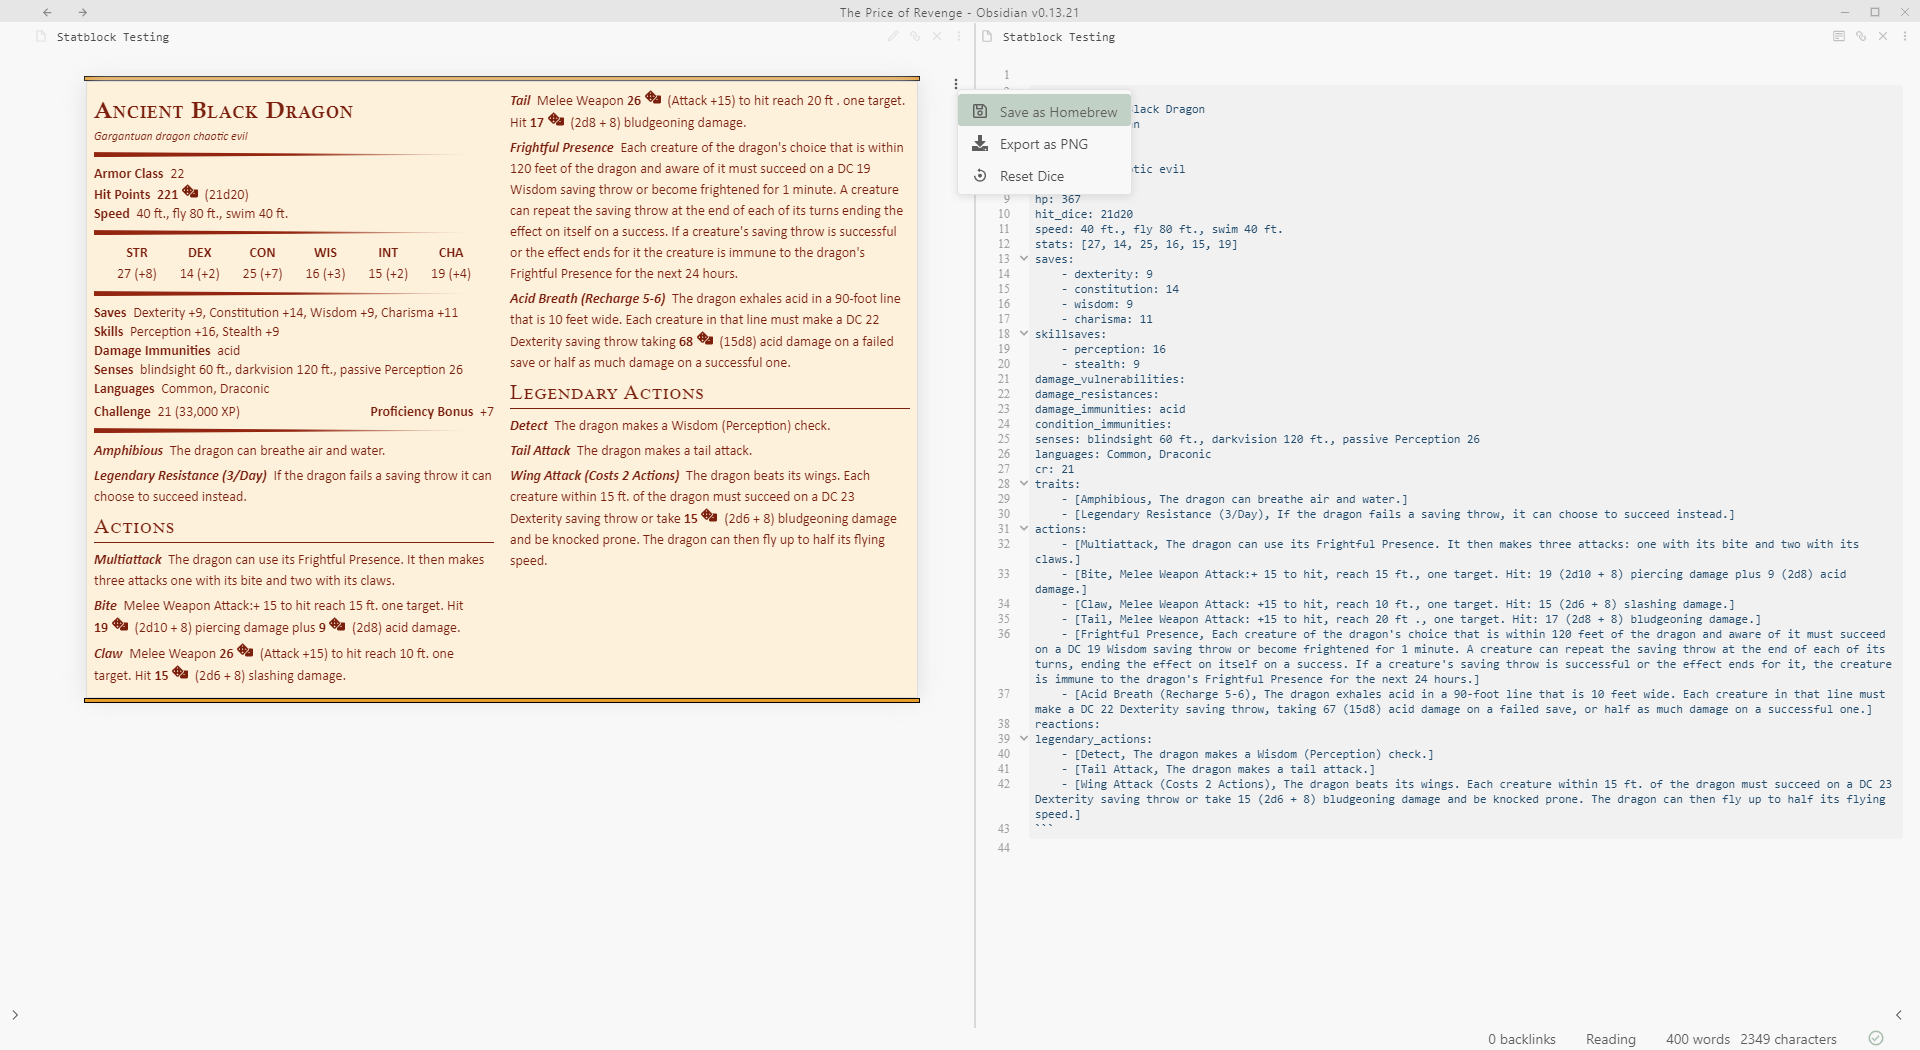 The Price of Revenge - Obsidian v0.13.21
Statblock Testing
Ancient Black Dragon
Gargantuan dragon chaotic evil
Armor Class 22
Hit Points 221 (21d20)
Speed 40 ft., fly 80 ft., swim 40 ft.
STR DEX CON WIS INT CHA
27 (+8) 14 (+2) 25 (+7) 16 (+3) 15 (+2) 19 (+4)
Saves Dexterity +9, Constitution +14, Wisdom +9, Charisma +11
Skills Perception +16, Stealth +9
Damage Immunities acid
Senses blindsight 60 ft., darkvision 120 ft., passive Perception 26
Languages Common, Draconic
Challenge 21 (33,000 XP) Proficiency Bonus +7
Amphibious The dragon can breathe air and water.
Legendary Resistance (3/Day) If the dragon fails a saving throw it can
choose to succeed instead.
Actions
Multiattack The dragon can use its Frightful Presence. It then makes
three attacks one with its bite and two with its claws.
Bite Melee Weapon Attack:+ 15 to hit reach 15 ft. one target. Hit
19 (2d10 + 8) piercing damage plus 9 (2d8) acid damage.
Claw Melee Weapon 26 (Attack +15) to hit reach 10 ft. one
target. Hit 15 (2d6 + 8) slashing damage.
Tail Melee Weapon 26 (Attack +15) to hit reach 20 ft . one target.
Hit 17 (2d8 + 8) bludgeoning damage.
Frightful Presence Each creature of the dragon's choice that is within
120 feet of the dragon and aware of it must succeed on a DC 19
Wisdom saving throw or become frightened for 1 minute. A creature
can repeat the saving throw at the end of each of its turns ending the
effect on itself on a success. If a creature's saving throw is successful
or the effect ends for it the creature is immune to the dragon's
Frightful Presence for the next 24 hours.
Acid Breath (Recharge 5-6) The dragon exhales acid in a 90-foot line
that is 10 feet wide. Each creature in that line must make a DC 22
Dexterity saving throw taking 68 (15d8) acid damage on a failed
save or half as much damage on a successful one.
Legendary Actions
Detect The dragon makes a Wisdom (Perception) check.
Tail Attack The dragon makes a tail attack.
Wing Attack (Costs 2 Actions) The dragon beats its wings. Each
creature within 15 ft. of the dragon must succeed on a DC 23
Dexterity saving throw or take 15 (2d6 + 8) bludgeoning damage
and be knocked prone. The dragon can then fly up to half its flying
speed.
Save as Homebrew
Export as PNG
Reset Dice
Statblock Testing
1
lack Dragon
n
tic evil
9 hp: 367
10 hit_dice: 21d20
11 speed: 40 ft., fly 80 ft., swim 40 ft.
12 stats: [27, 14, 25, 16, 15, 19]
13 saves:
14 - dexterity: 9
15 - constitution: 14
16 - wisdom: 9
17 - charisma: 11
18 skillsaves:
19 - perception: 16
20 - stealth: 9
21 damage_vulnerabilities:
22 damage_resistances:
23 damage_immunities: acid
24 condition_immunities:
25 senses: blindsight 60 ft., darkvision 120 ft., passive Perception 26
26 languages: Common, Draconic
27 cr: 21
28 traits:
29 - [Amphibious, The dragon can breathe air and water.]
30 - [Legendary Resistance (3/Day), If the dragon fails a saving throw, it can choose to succeed instead.]
31 actions:
32 - [Multiattack, The dragon can use its Frightful Presence. It then makes three attacks: one with its bite and two with its
claws.]
33 - [Bite, Melee Weapon Attack:+ 15 to hit, reach 15 ft., one target. Hit: 19 (2d10 + 8) piercing damage plus 9 (2d8) acid
damage.]
34 - [Claw, Melee Weapon Attack: +15 to hit, reach 10 ft., one target. Hit: 15 (2d6 + 8) slashing damage.]
35 - [Tail, Melee Weapon Attack: +15 to hit, reach 20 ft ., one target. Hit: 17 (2d8 + 8) bludgeoning damage.]
36 - [Frightful Presence, Each creature of the dragon's choice that is within 120 feet of the dragon and aware of it must succeed
on a DC 19 Wisdom saving throw or become frightened for 1 minute. A creature can repeat the saving throw at the end of each of its
turns, ending the effect on itself on a success. If a creature's saving throw is successful or the effect ends for it, the creature
is immune to the dragon's Frightful Presence for the next 24 hours.]
37 - [Acid Breath (Recharge 5-6), The dragon exhales acid in a 90-foot line that is 10 feet wide. Each creature in that line must
make a DC 22 Dexterity saving throw, taking 67 (15d8) acid damage on a failed save, or half as much damage on a successful one.]
38 reactions:
39 legendary_actions:
40 - [Detect, The dragon makes a Wisdom (Perception) check.]
41 - [Tail Attack, The dragon makes a tail attack.]
42 - [Wing Attack (Costs 2 Actions), The dragon beats its wings. Each creature within 15 ft. of the dragon must succeed on a DC 23
Dexterity saving throw or take 15 (2d6 + 8) bludgeoning damage and be knocked prone. The dragon can then fly up to half its flying
speed.]
43 ```
44
0 backlinks Reading 400 words 2349 characters